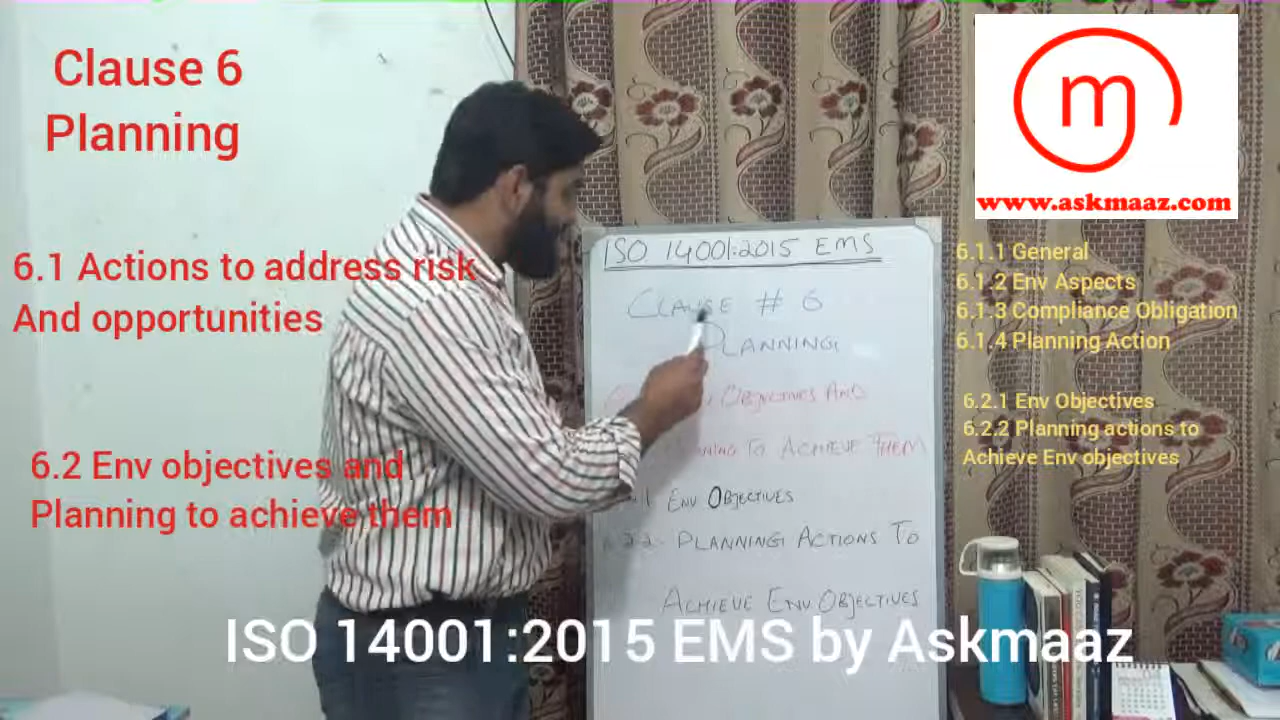 Clause 6
Planning
6.1 Actions to address risk
And opportunities
6.2 Env objectives and
Planning to achieve them
m
www.askmaaz.com
6.1.1 General
6.1.2 Env Aspects
6.1.3 Compliance Obligation
6.1.4 Planning Action
6.2.1 Env Objectives
6.2.2 Planning actions to
Achieve Env objectives
ISO 14001:2015 EMS
CLAUSE # 6
PLANNING
OBJECTIVES AND
TO ACHIEVE THEM
ENV OBJECTIVES
PLANNING ACTIONS TO
ACHIEVE ENV OBJECTIVES
ISO 14001:2015 EMS by Askmaaz